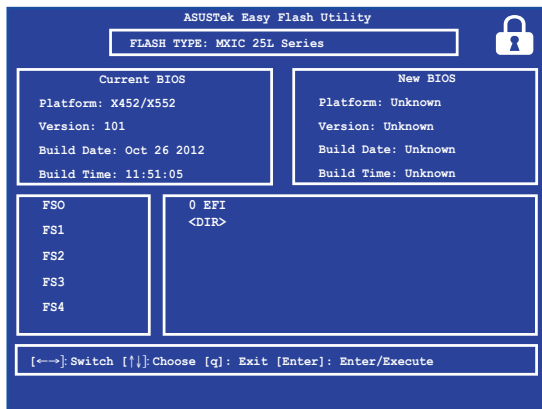 ASUSTek Easy Flash Utility
FLASH TYPE: MXIC 25L Series
Current BIOS
Platform: X452/X552
Version: 101
Build Date: Oct 26 2012
Build Time: 11:51:05
New BIOS
Platform: Unknown
Version: Unknown
Build Date: Unknown
Build Time: Unknown
FSO
FS1
FS2
FS3
FS4
0 EFI
<DIR>
[←→]: Switch [↑↓]: Choose [q]: Exit [Enter]: Enter/Execute